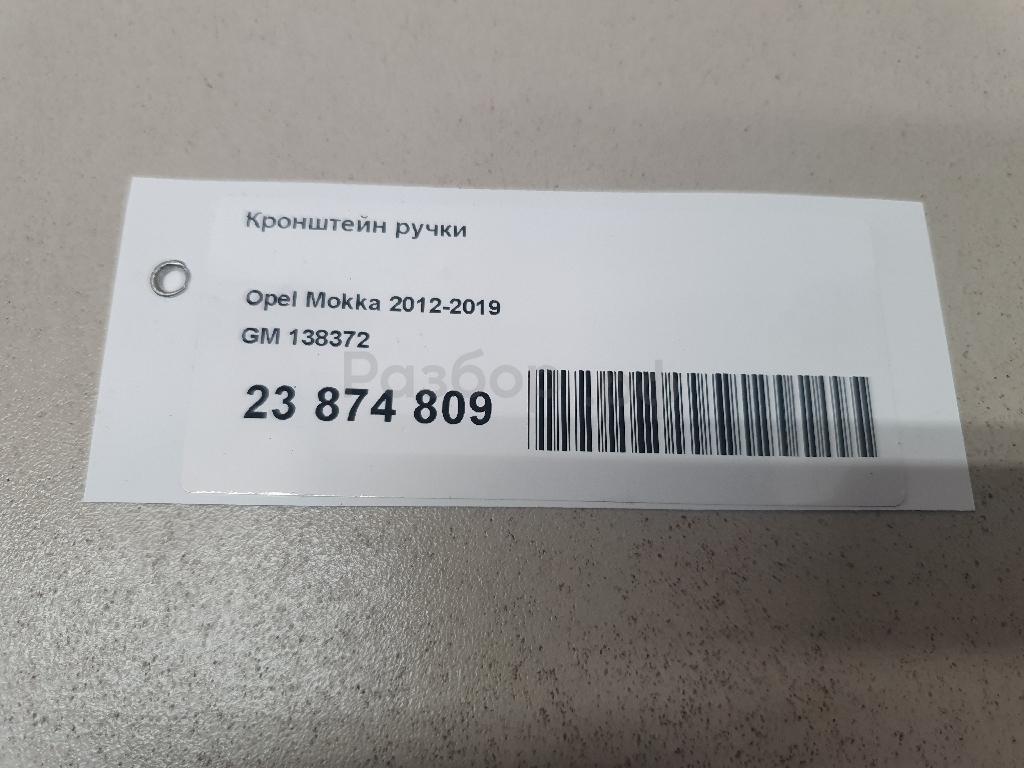 Кронштейн ручки
Opel Mokka 2012-2019
GM 138372
23 874 809